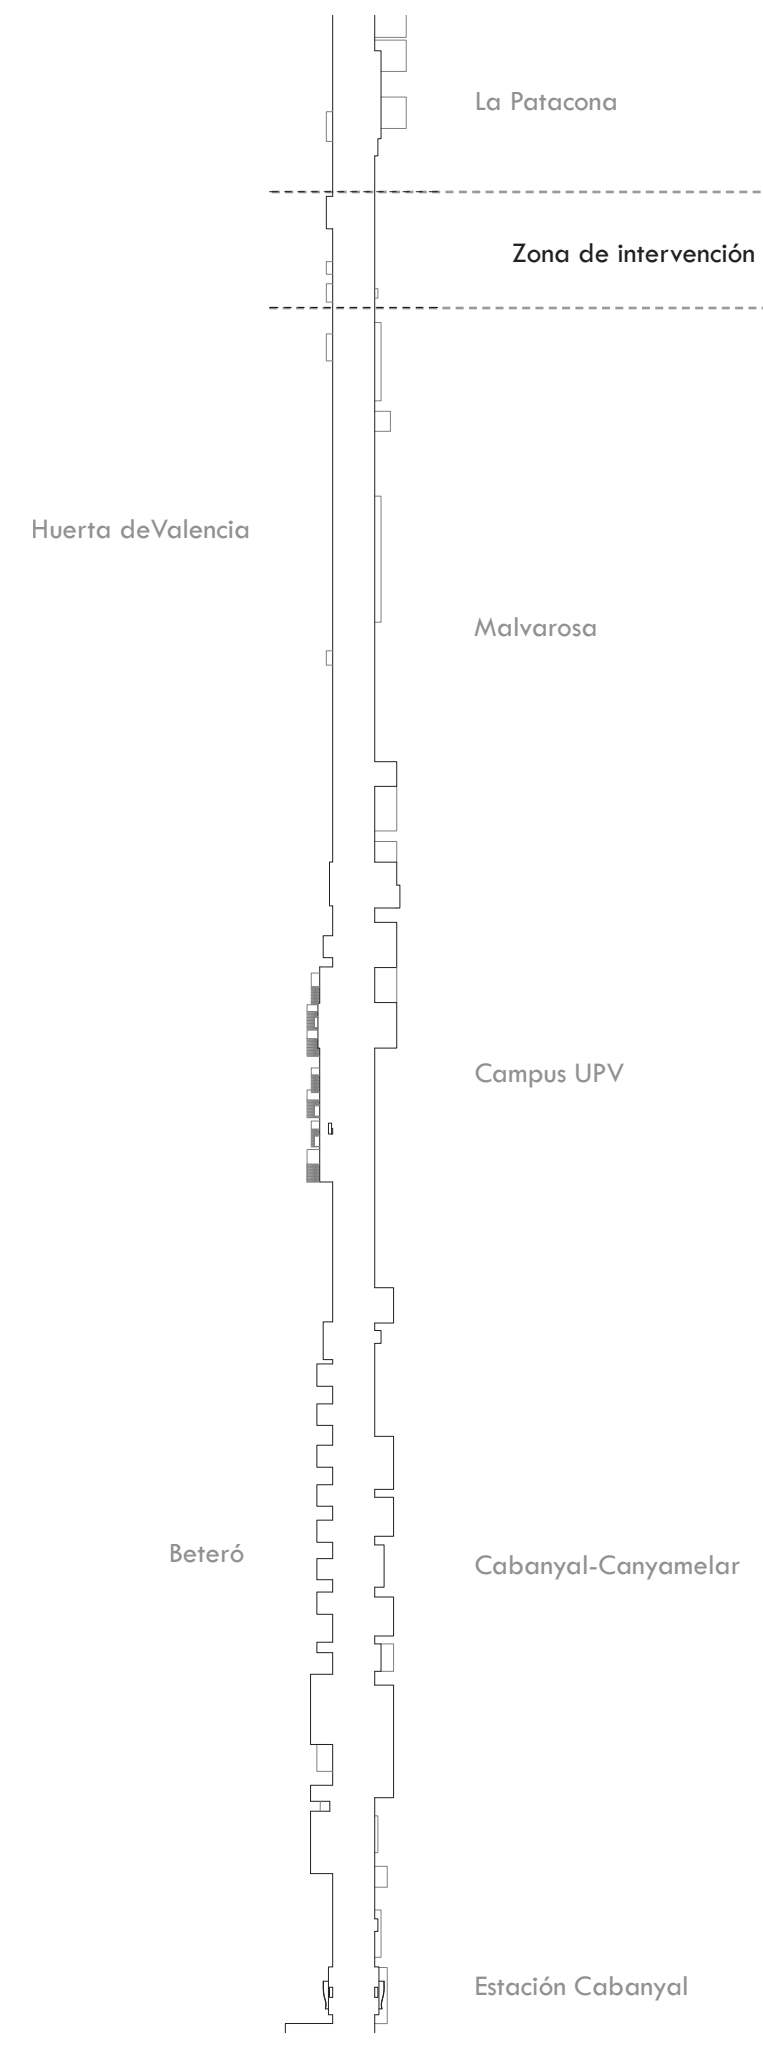 La Patacona
Zona de intervención
Huerta deValencia
Malvarosa
Campus UPV
Beteró
Cabanyal-Canyamelar
Estación Cabanyal